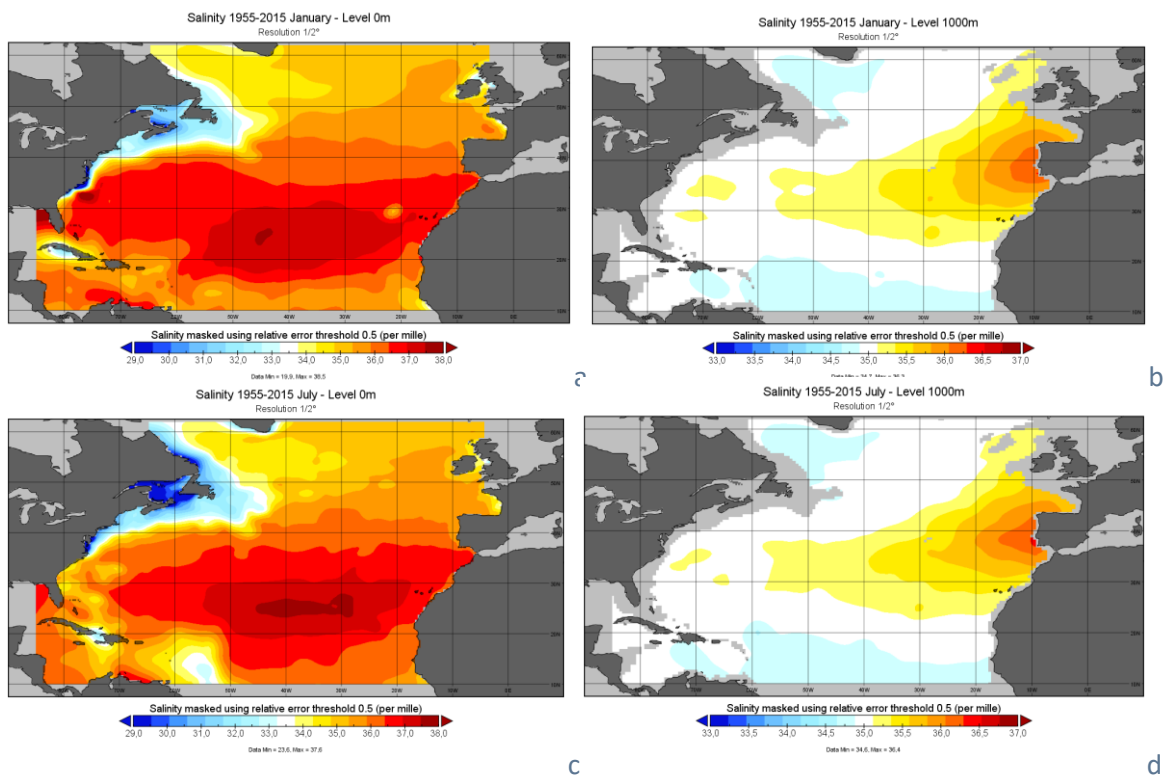 Salinity 1955-2015 January - Level 0m
Resolution 1/2°
Salinity masked using relative error threshold 0.5 (per mille)
29,0 30,0 31,0 32,0 33,0 34,0 35,0 36,0 37,0 38,0
a
Salinity 1955-2015 January - Level 1000m
Resolution 1/2°
Salinity masked using relative error threshold 0.5 (per mille)
33,0 33,5 34,0 34,5 35,0 35,5 36,0 36,5 37,0
b
Salinity 1955-2015 July - Level 0m
Resolution 1/2°
Salinity masked using relative error threshold 0.5 (per mille)
29,0 30,0 31,0 32,0 33,0 34,0 35,0 36,0 37,0 38,0
Data Min = 23,6, Max = 37,6
c
Salinity 1955-2015 July - Level 1000m
Resolution 1/2°
Salinity masked using relative error threshold 0.5 (per mille)
33,0 33,5 34,0 34,5 35,0 35,5 36,0 36,5 37,0
Data Min = 34,6, Max = 36,4
d